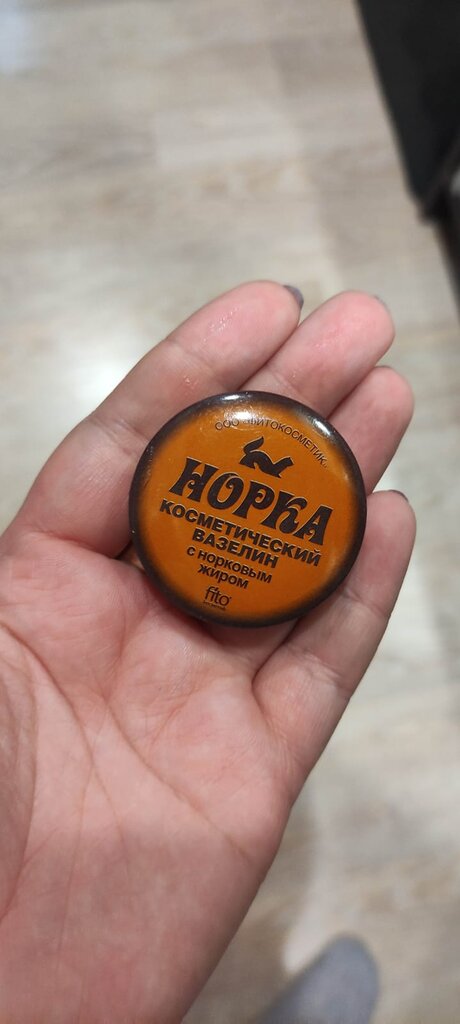 ООО "ФИТОКОСМЕТИК"
НОРКА
КОСМЕТИЧЕСКИЙ
ВАЗЕЛИН
С НОРКОВЫМ
ЖИРОМ
fito